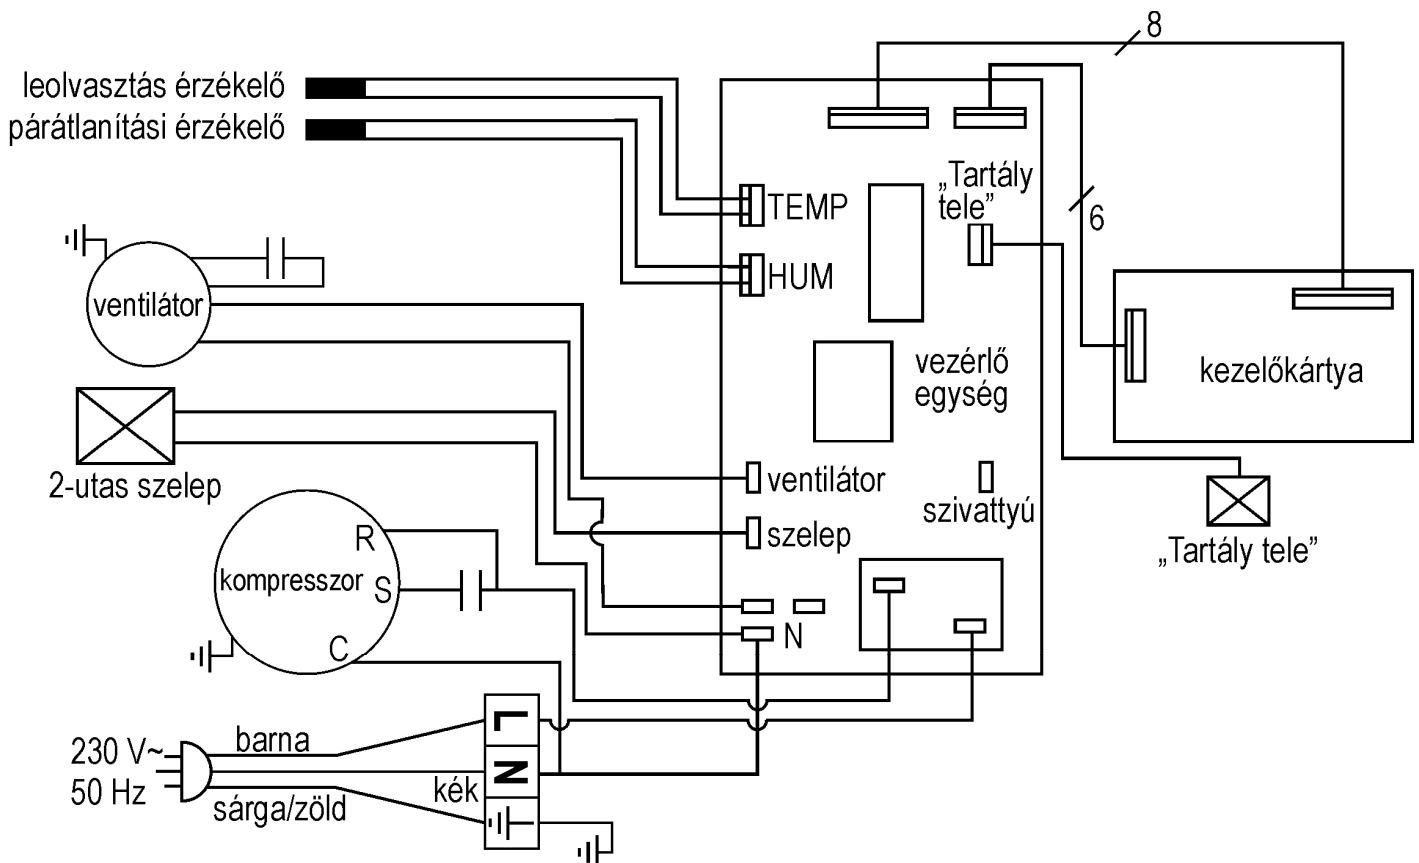 8
leolvasztás érzékelő
párátlanítási érzékelő
„Tartály
tele”
TEMP
6
HUM
ventilátor
vezérlő
egység
kezelőkártya
2-utas szelep
ventilátor
szivattyú
szelep
„Tartály tele”
R
kompresszor
S
C
N
L
barna
230 V~
50 Hz
N
kék
sárga/zöld